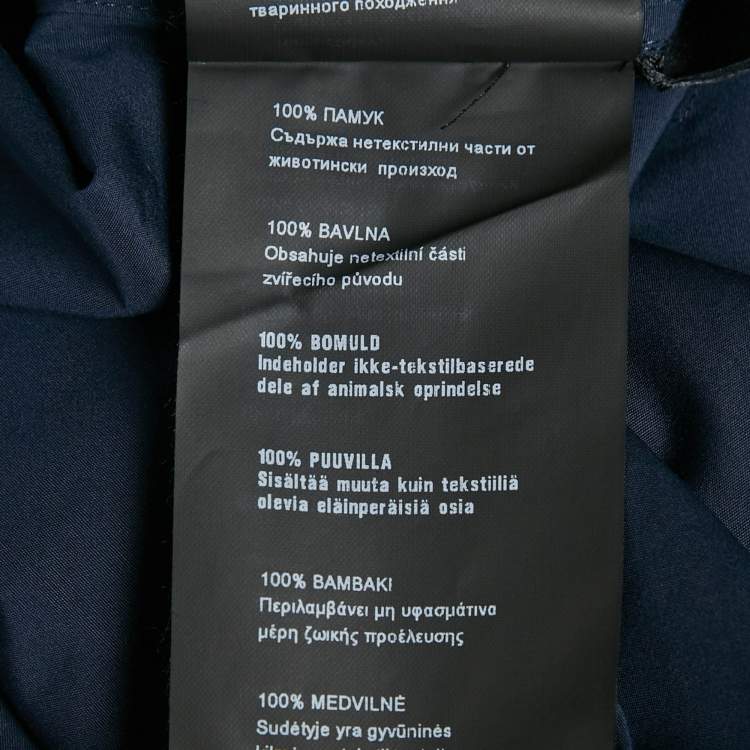 тваринного походження
100% ПАМУК
Съдържа нетекстилни части от
животински произход
100% BAVLNA
Obsahuje netextilní části
zvířecího původu
100% BOMULD
Indeholder ikke-tekstilbaserede
dele af animalsk oprindelse
100% PUUVILLA
Sisältää muuta kuin tekstiiliä
olevia eläinperäisiä osia
100% ΒΑΜΒΑΚΙ
Περιλαμβάνει μη υφασμάτινα
μέρη ζωικής προέλευσης
100% MEDVILNĖ
Sudėtyje yra gyvūninės